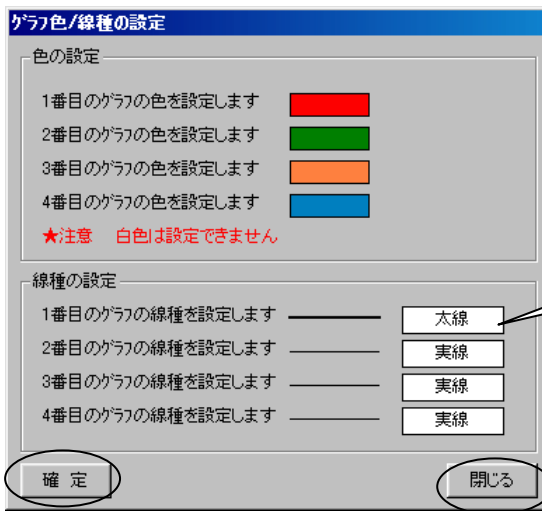 ｸﾞﾗﾌ色/線種の設定
色の設定
1番目のｸﾞﾗﾌの色を設定します
2番目のｸﾞﾗﾌの色を設定します
3番目のｸﾞﾗﾌの色を設定します
4番目のｸﾞﾗﾌの色を設定します
★注意　白色は設定できません
線種の設定
1番目のｸﾞﾗﾌの線種を設定します 太線
2番目のｸﾞﾗﾌの線種を設定します 実線
3番目のｸﾞﾗﾌの線種を設定します 実線
4番目のｸﾞﾗﾌの線種を設定します 実線
確 定 閉じる